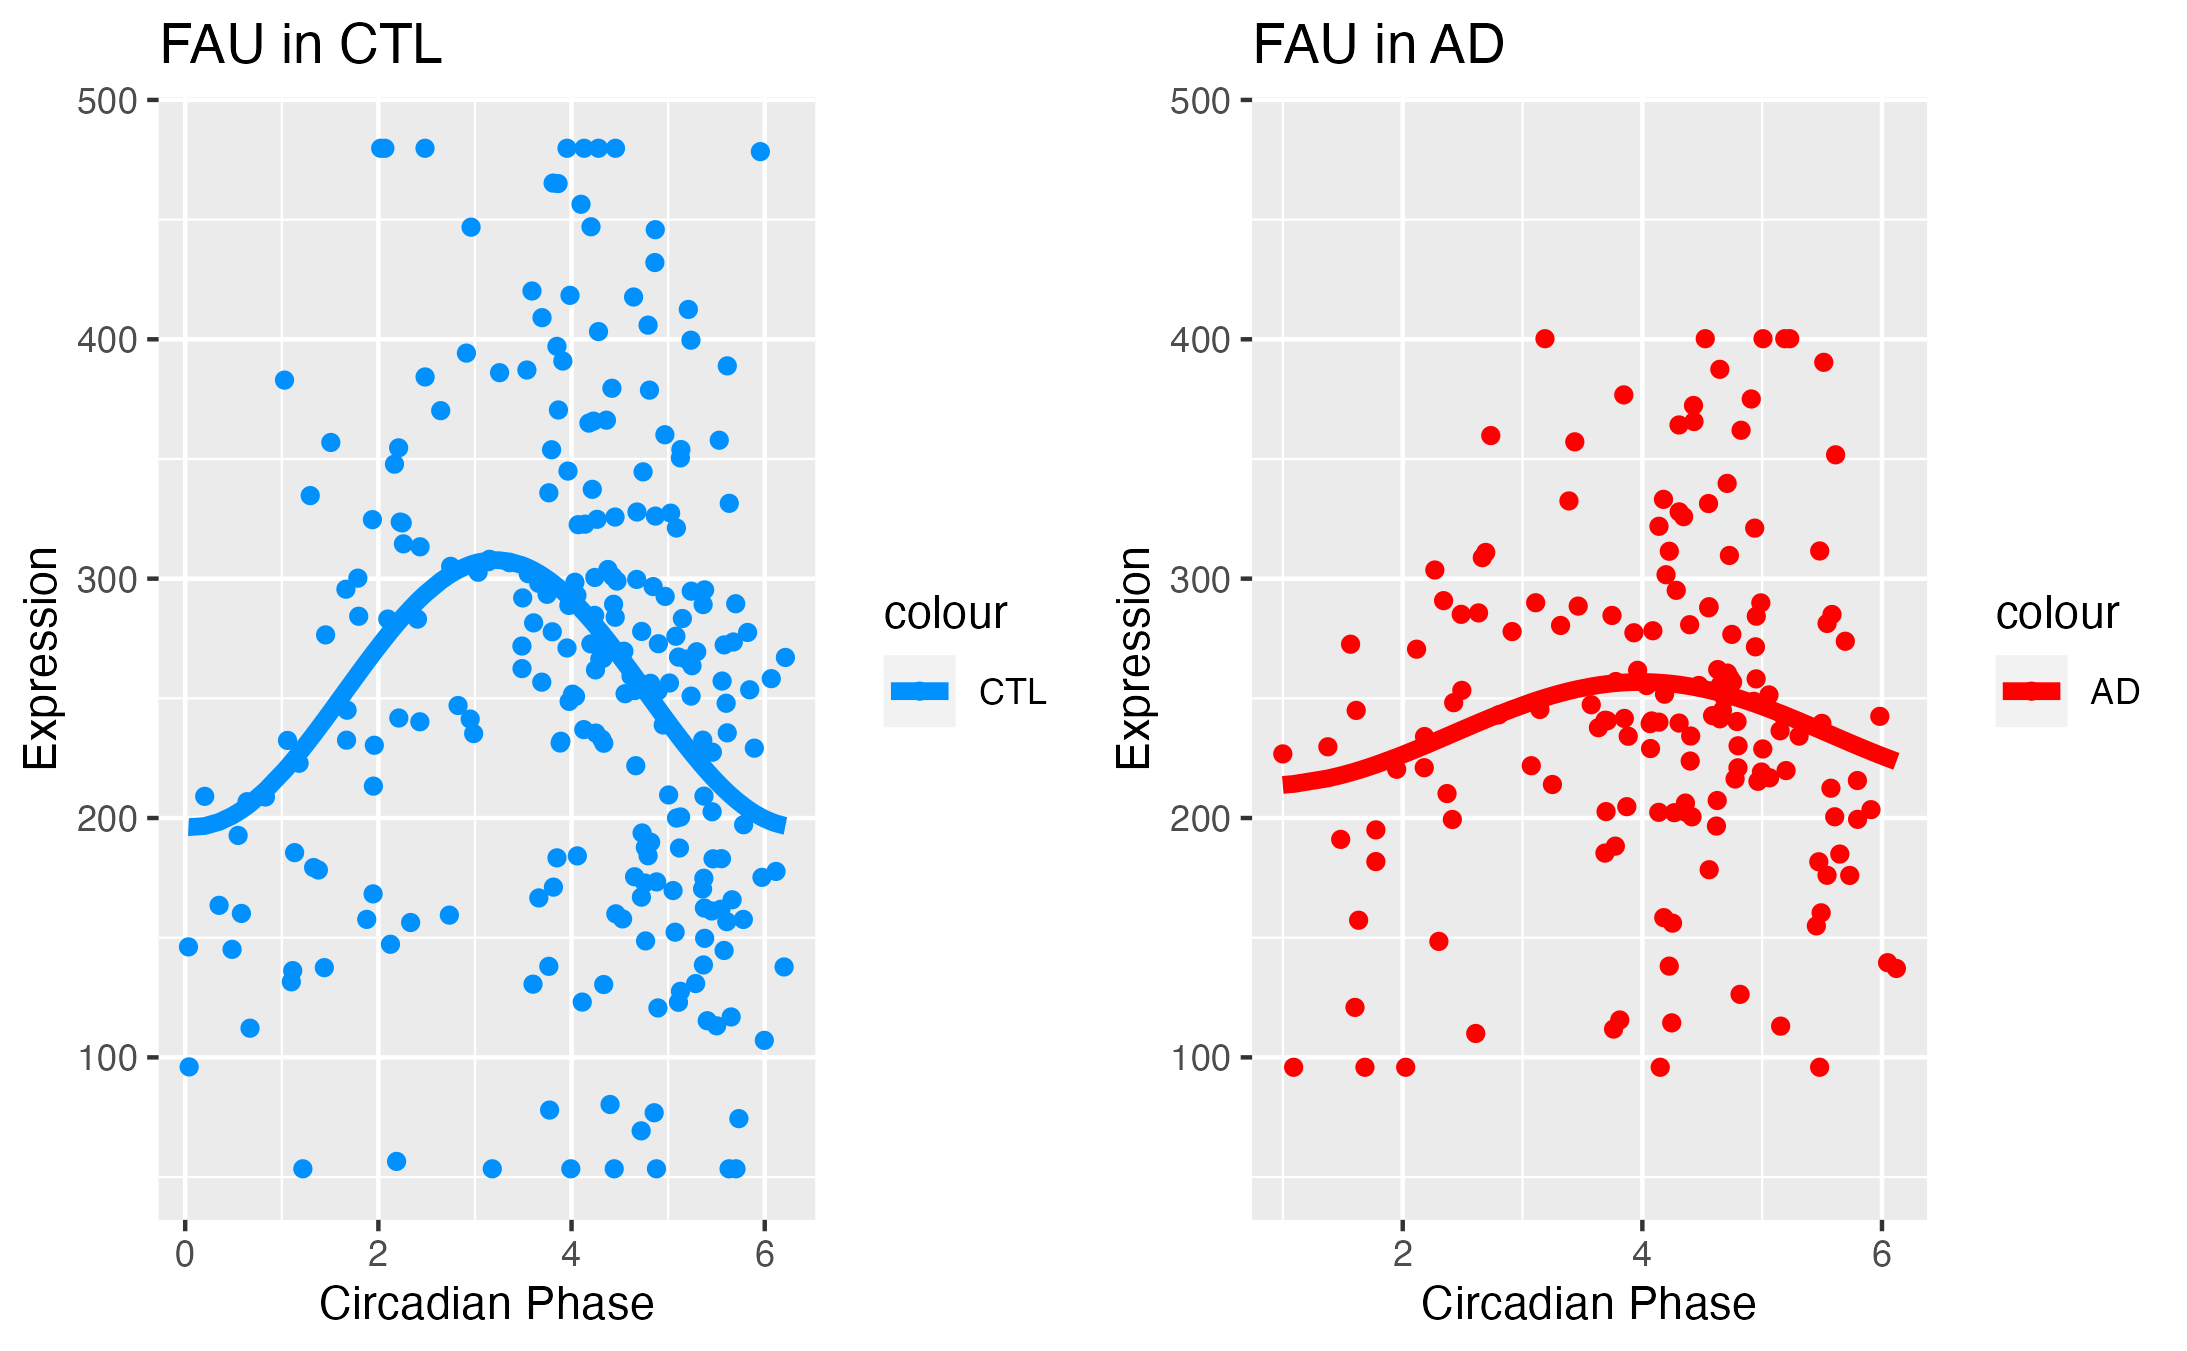 FAU in CTL
500
400
300
200
100
Expression
0 2 4 6
Circadian Phase
colour
CTL
FAU in AD
500
400
300
200
100
Expression
2 4 6
Circadian Phase
colour
AD